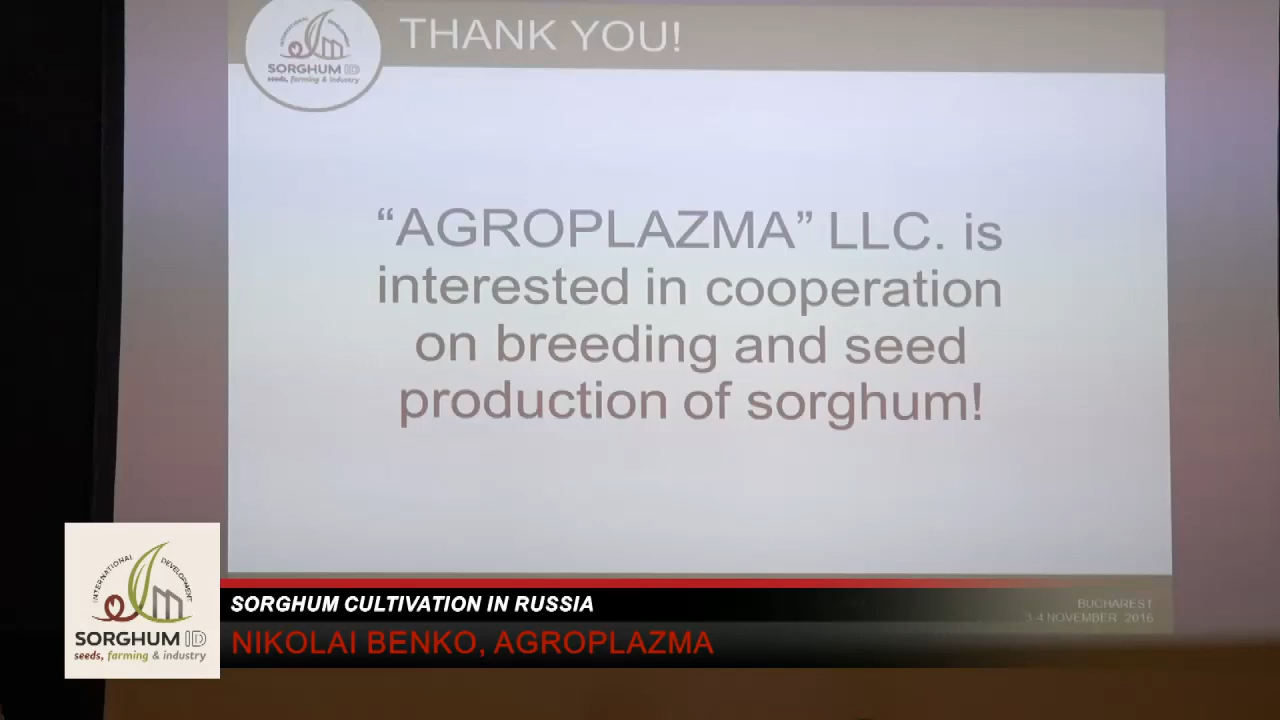 THANK YOU!
INTERNATIONAL DEVELOPMENT
SORGHUM ID
seeds, farming & industry
“AGROPLAZMA” LLC. is
interested in cooperation
on breeding and seed
production of sorghum!
BUCHAREST
3-4 NOVEMBER 2016
INTERNATIONAL DEVELOPMENT
SORGHUM ID
seeds, farming & industry
SORGHUM CULTIVATION IN RUSSIA
NIKOLAI BENKO, AGROPLAZMA